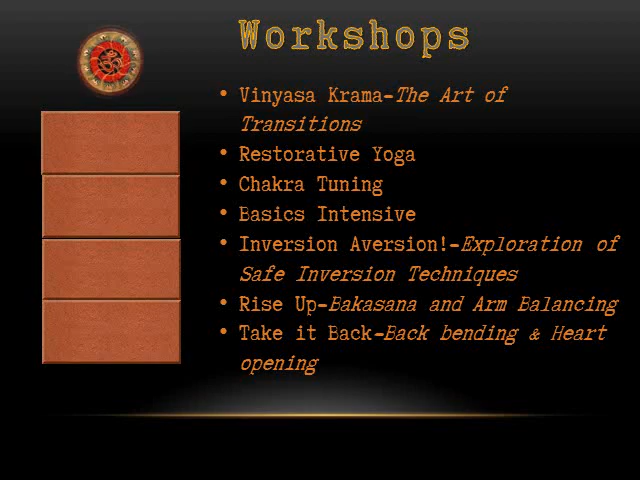 Workshops
• Vinyasa Krama-The Art of
Transitions
• Restorative Yoga
• Chakra Tuning
• Basics Intensive
• Inversion Aversion!-Exploration of
Safe Inversion Techniques
• Rise Up-Bakasana and Arm Balancing
• Take it Back-Back bending & Heart
opening